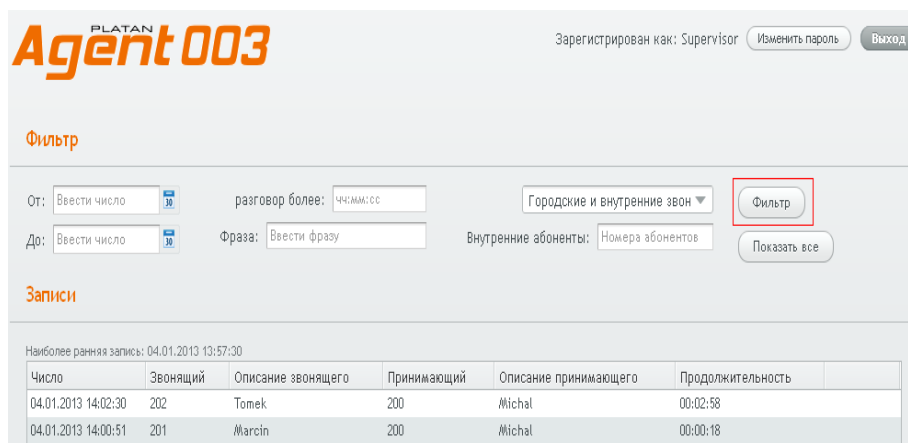 PLATAN
Agent 003
Зарегистрирован как: Supervisor Изменить пароль Выход
Фильтр
От: Ввести число 30 разговор более: чч:мм:сс Городские и внутренние звон Фильтр
До: Ввести число 30 Фраза: Ввести фразу Внутренние абоненты: Номера абонентов Показать все
Записи
Наиболее ранняя запись: 04.01.2013 13:57:30
Число Звонящий Описание звонящего Принимающий Описание принимающего Продолжительность
04.01.2013 14:02:30 202 Tomek 200 Michal 00:02:58
04.01.2013 14:00:51 201 Marcin 200 Michal 00:00:18